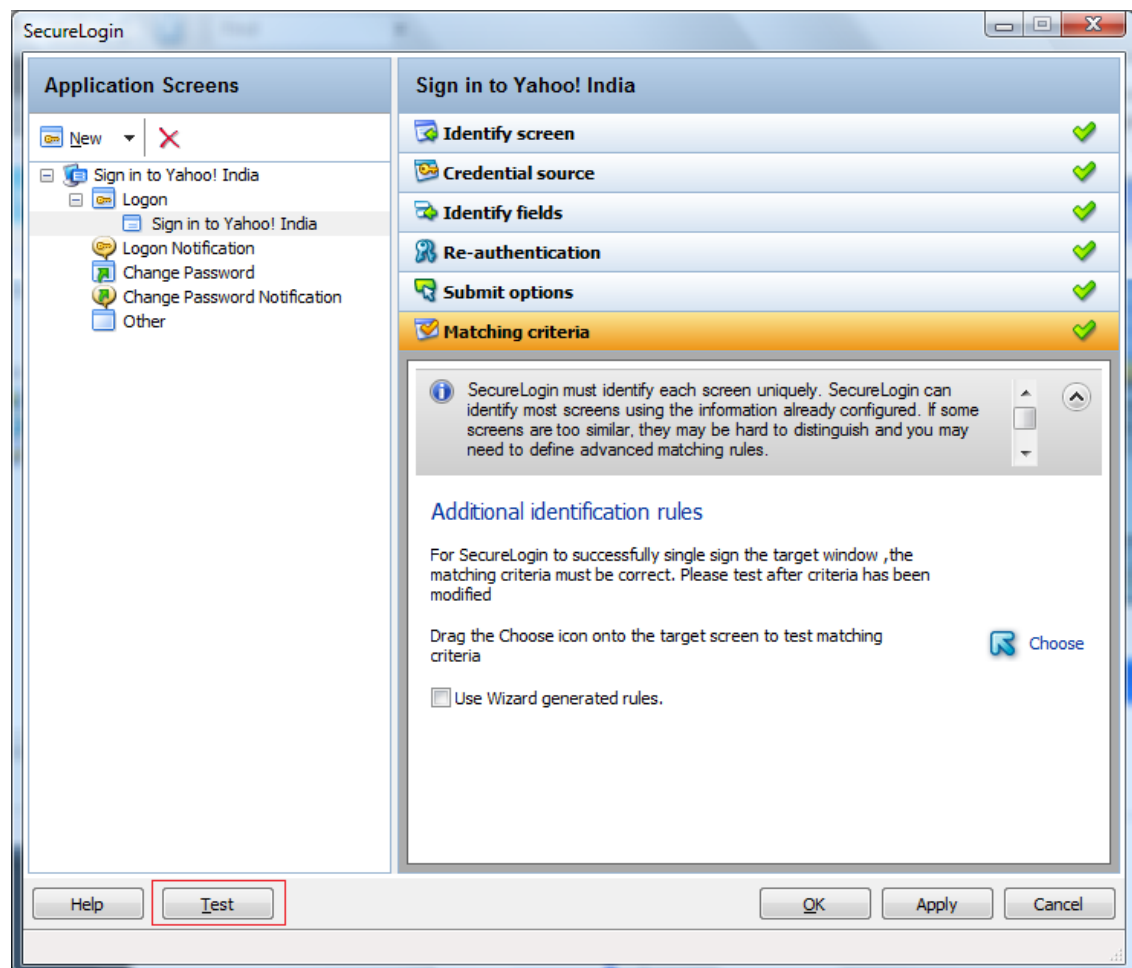 SecureLogin
Application Screens
New
Sign in to Yahoo! India
Logon
Sign in to Yahoo! India
Logon Notification
Change Password
Change Password Notification
Other
Sign in to Yahoo! India
Identify screen
Credential source
Identify fields
Re-authentication
Submit options
Matching criteria
SecureLogin must identify each screen uniquely. SecureLogin can
identify most screens using the information already configured. If some
screens are too similar, they may be hard to distinguish and you may
need to define advanced matching rules.
Additional identification rules
For SecureLogin to successfully single sign the target window ,the
matching criteria must be correct. Please test after criteria has been
modified
Drag the Choose icon onto the target screen to test matching
criteria
Choose
Use Wizard generated rules.
Help
Test
OK
Apply
Cancel